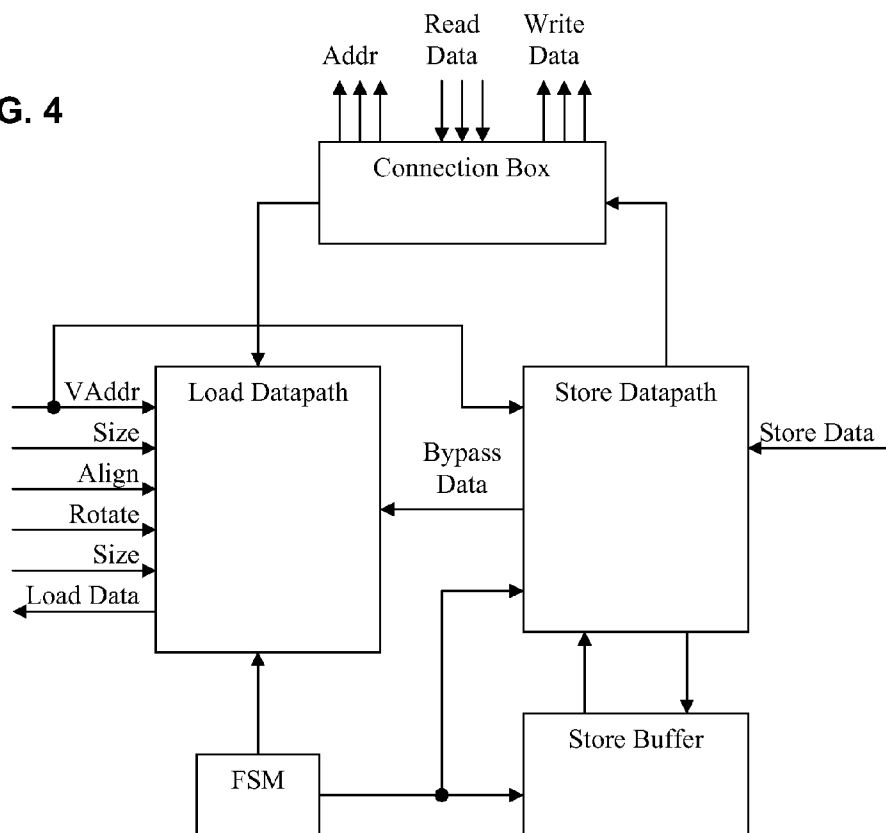 G. 4
Addr
Read
Data
Write
Data
Connection Box
VAddr
Size
Align
Rotate
Size
Load Data
Load Datapath
Bypass
Data
Store Datapath
Store Data
FSM
Store Buffer